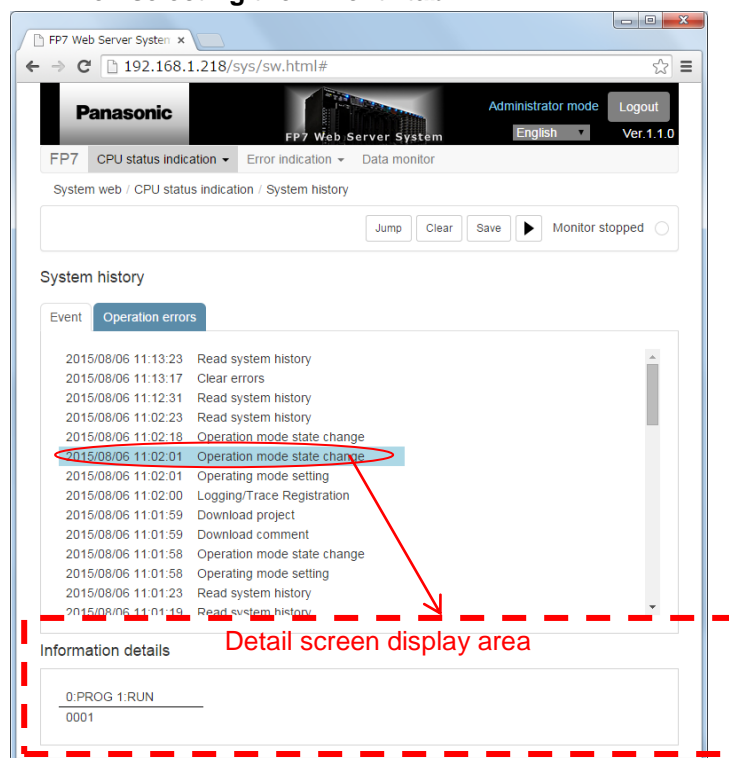 FP7 Web Server System
192.168.1.218/sys/sw.html#
Panasonic
FP7 Web Server System
Administrator mode Logout
English Ver.1.1.0
FP7 CPU status indication Error indication Data monitor
System web / CPU status indication / System history
Jump Clear Save Monitor stopped
System history
Event Operation errors
2015/08/06 11:13:23 Read system history
2015/08/06 11:13:17 Clear errors
2015/08/06 11:12:31 Read system history
2015/08/06 11:02:23 Read system history
2015/08/06 11:02:18 Operation mode state change
2015/08/06 11:02:01 Operation mode state change
2015/08/06 11:02:01 Operating mode setting
2015/08/06 11:02:00 Logging/Trace Registration
2015/08/06 11:01:59 Download project
2015/08/06 11:01:59 Download comment
2015/08/06 11:01:58 Operation mode state change
2015/08/06 11:01:58 Operating mode setting
2015/08/06 11:01:23 Read system history
2015/08/06 11:01:19 Read system history
Detail screen display area
Information details
0:PROG 1:RUN
0001